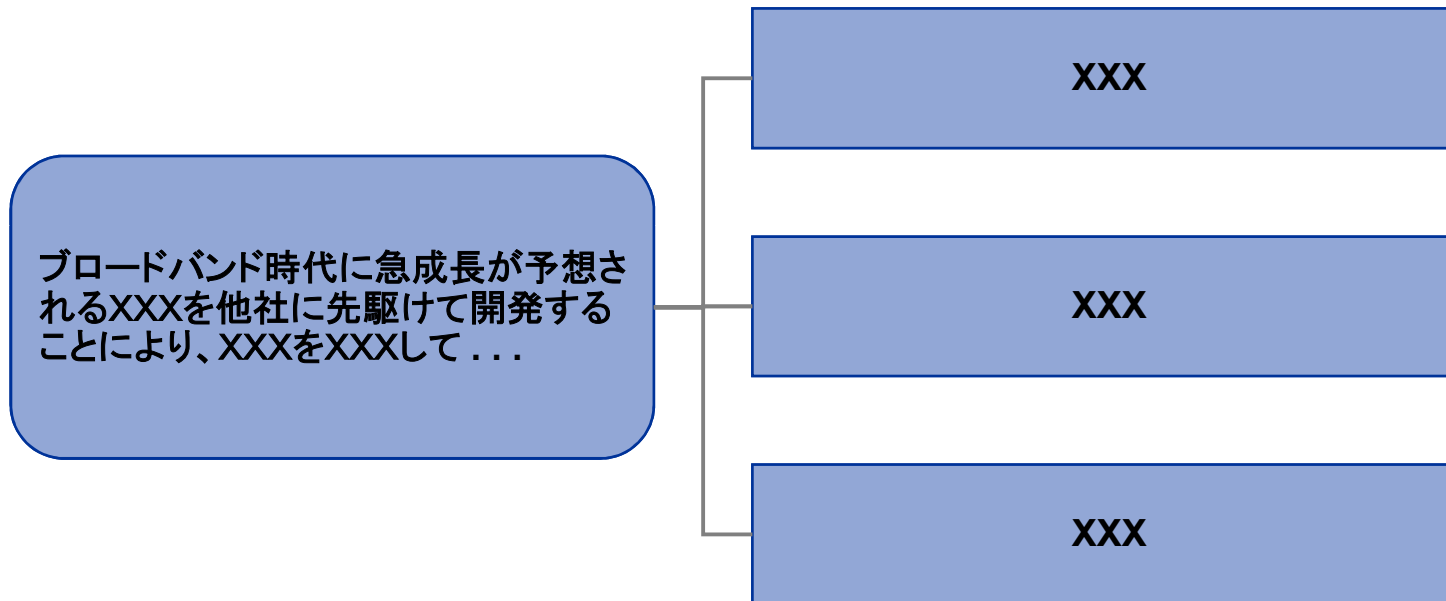 ブロードバンド時代に急成長が予想さ
れるXXXを他社に先駆けて開発する
ことにより、XXXをXXXして . . .
XXX
XXX
XXX